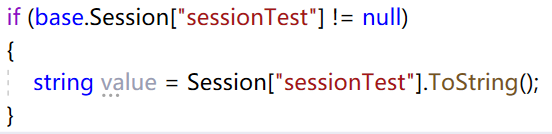 if (base.Session["sessionTest"] != null)
{
string value = Session["sessionTest"].ToString();
}